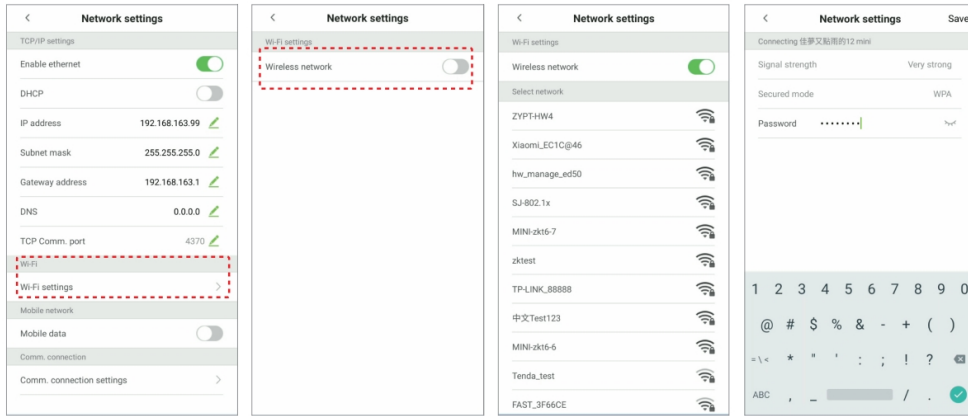 Network settings
TCP/IP settings
Enable ethernet
DHCP
IP address 192.168.163.99
Subnet mask 255.255.255.0
Gateway address 192.168.163.1
DNS 0.0.0.0
TCP Comm. port 4370
Wi-Fi
Wi-Fi settings
Mobile network
Mobile data
Comm. connection
Comm. connection settings
Network settings
Wi-Fi settings
Wireless network
Network settings
Wi-Fi settings
Wireless network
Select network
ZYPT-HW4
Xiaomi_EC1C@46
hw_manage_ed50
SJ-802.1x
MINI-zkt6-7
zktest
TP-LINK_88888
中文Test123
MINI-zkt6-6
Tenda_test
FAST_3F66CE
Network settings Save
Connecting 佳夢又點雨的12 mini
Signal strength Very strong
Secured mode WPA
Password ········
1 2 3 4 5 6 7 8 9 0
@ # $ % & - + ( )
= \ < * " ' : ; ! ?
ABC , _ / .